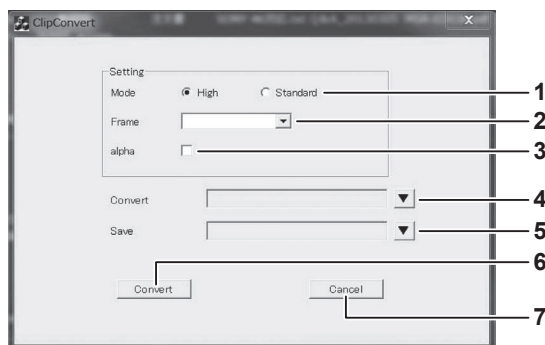 ClipConvert
Setting
Mode High Standard 1
Frame 2
alpha 3
Convert 4
Save 5
6
Convert Cancel
7